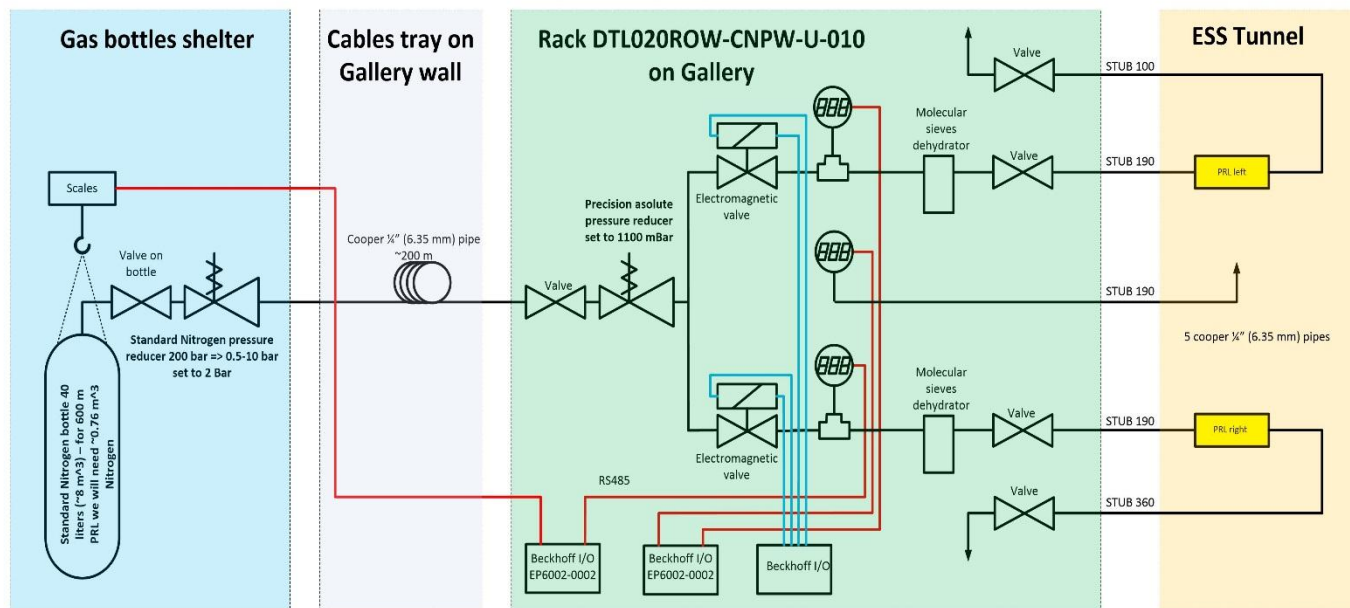 Gas bottles shelter
Cables tray on
Gallery wall
Rack DTL020ROW-CNPW-U-010
on Gallery
ESS Tunnel
Scales
Valve on
bottle
Standard Nitrogen pressure
reducer 200 bar => 0.5-10 bar
set to 2 Bar
Standard Nitrogen bottle 40
liters (~8 m^3) – for 600 m
PRL we will need ~0.76 m^3
Nitrogen
Cooper ¼” (6.35 mm) pipe
~200 m
Valve
Precision asolute
pressure reducer
set to 1100 mBar
Electromagnetic
valve
Molecular
sieves
dehydrator
Valve
Valve
STUB 100
STUB 190
PRL left
STUB 190
5 cooper ¼” (6.35 mm) pipes
Electromagnetic
valve
Molecular
sieves
dehydrator
Valve
STUB 190
PRL right
Valve
STUB 360
RS485
Beckhoff I/O
EP6002-0002
Beckhoff I/O
EP6002-0002
Beckhoff I/O
888
888
888